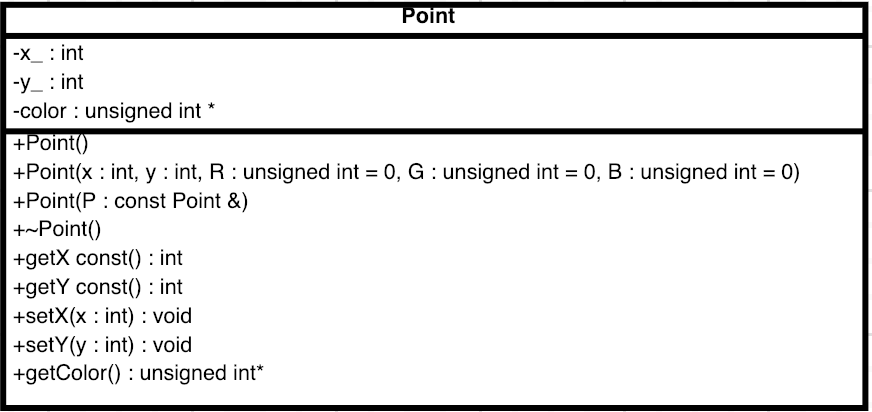 Point
-x_ : int
-y_ : int
-color : unsigned int *
+Point()
+Point(x : int, y : int, R : unsigned int = 0, G : unsigned int = 0, B : unsigned int = 0)
+Point(P : const Point &)
+~Point()
+getX const() : int
+getY const() : int
+setX(x : int) : void
+setY(y : int) : void
+getColor() : unsigned int*